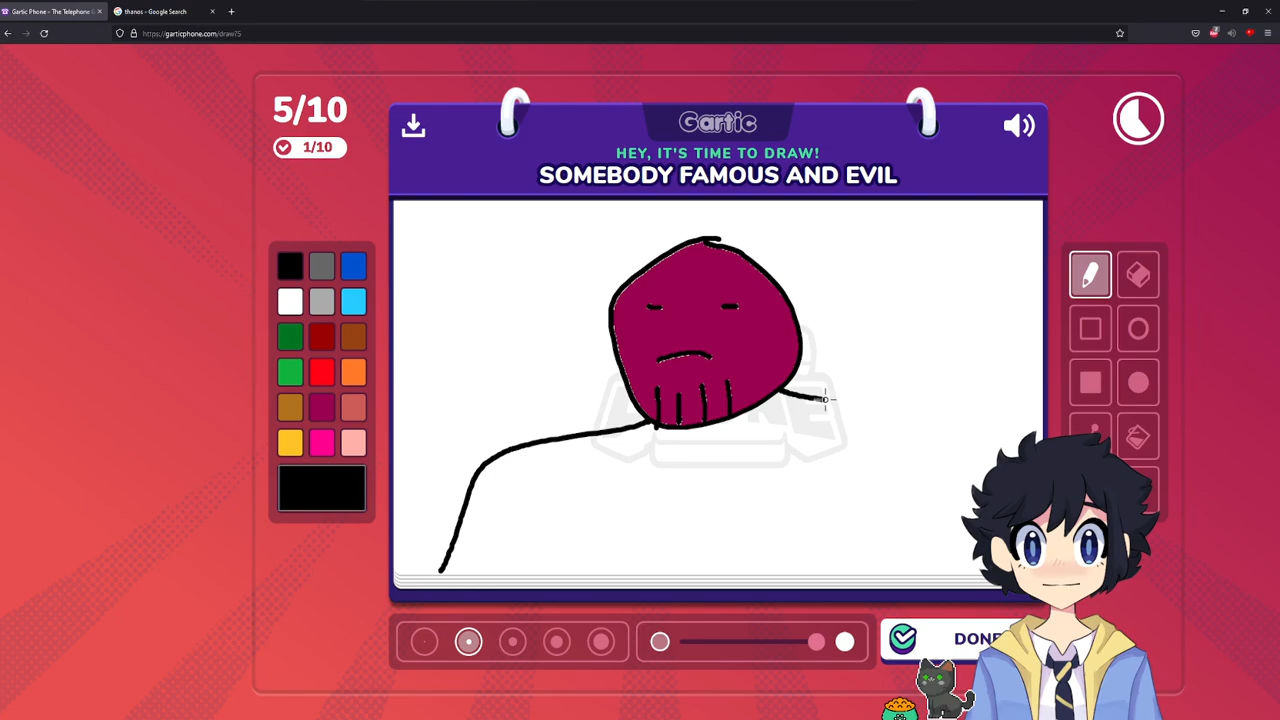 Gartic Phone - The Telephone G
thanos - Google Search
https://garticphone.com/draw?5
5/10
1/10
Gartic
HEY, IT'S TIME TO DRAW!
SOMEBODY FAMOUS AND EVIL
DONE